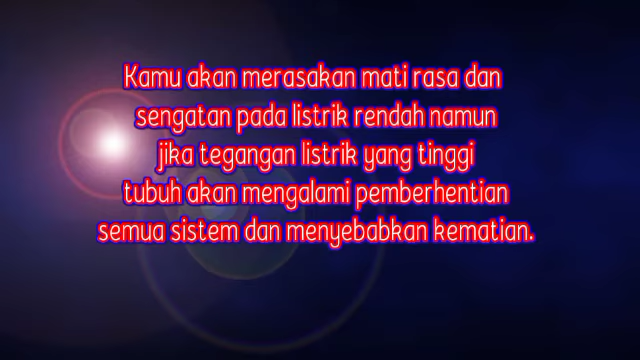 Kamu akan merasakan mati rasa dan
sengatan pada listrik rendah namun
jika tegangan listrik yang tinggi
tubuh akan mengalami pemberhentian
semua sistem dan menyebabkan kematian.